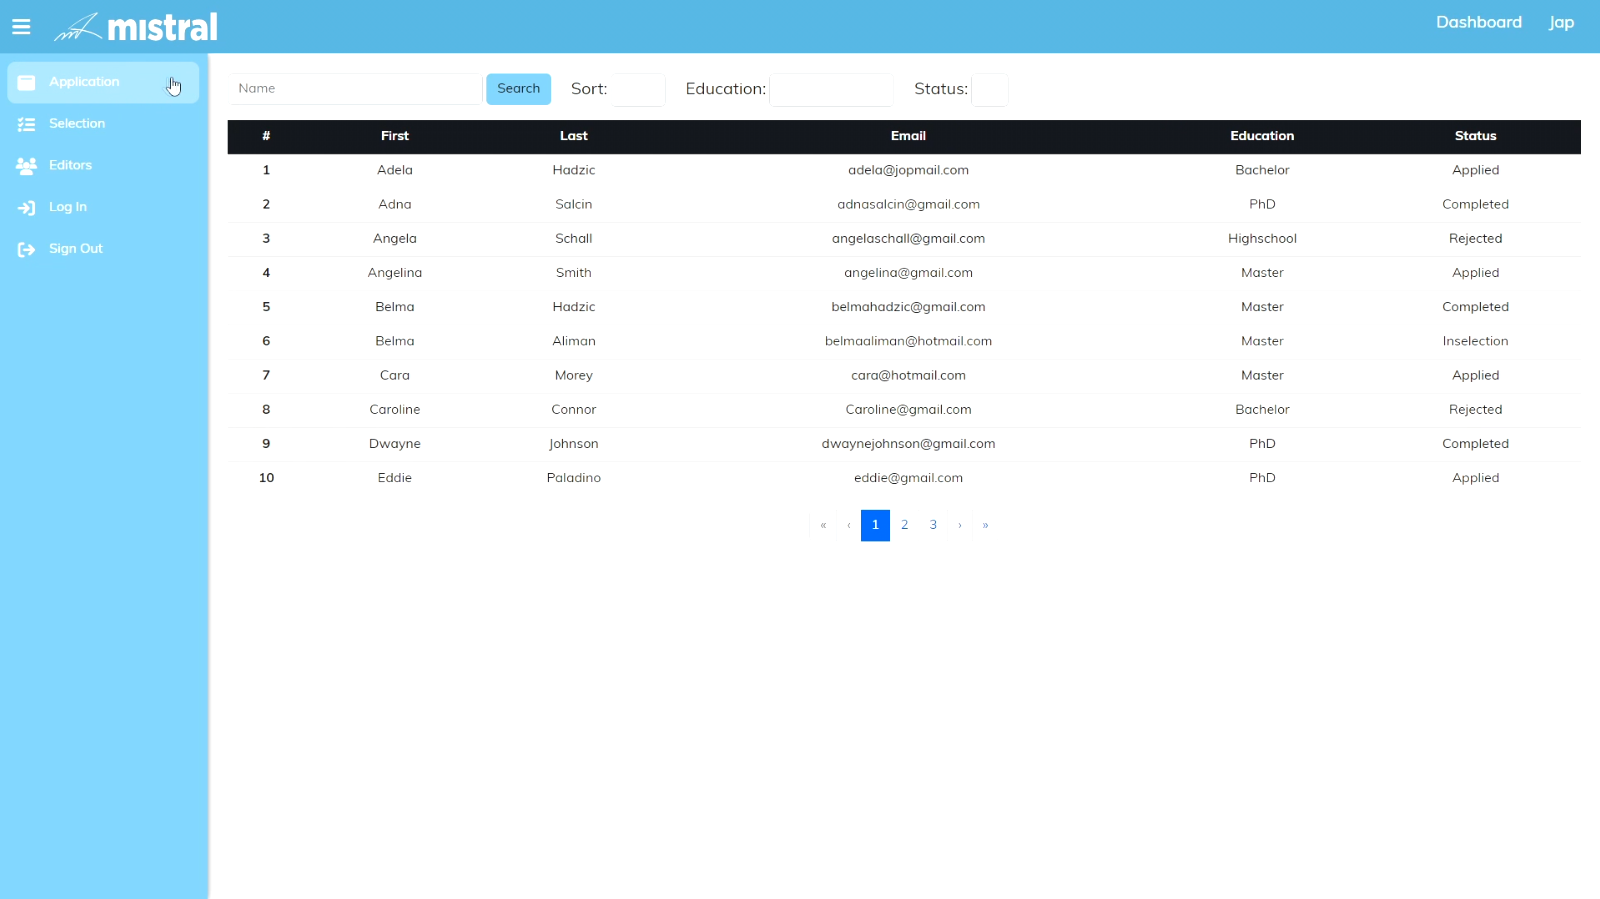 mistral
Dashboard Jap
Application
Selection
Editors
Log In
Sign Out
Name Search Sort: Education: Status:
# First Last Email Education Status
1 Adela Hadzic adela@jopmail.com Bachelor Applied
2 Adna Salcin adnasalcin@gmail.com PhD Completed
3 Angela Schall angelaschall@gmail.com Highschool Rejected
4 Angelina Smith angelina@gmail.com Master Applied
5 Belma Hadzic belmahadzic@gmail.com Master Completed
6 Belma Aliman belmaaliman@hotmail.com Master Inselection
7 Cara Morey cara@hotmail.com Master Applied
8 Caroline Connor Caroline@gmail.com Bachelor Rejected
9 Dwayne Johnson dwaynejohnson@gmail.com PhD Completed
10 Eddie Paladino eddie@gmail.com PhD Applied
« ‹ 1 2 3 › »